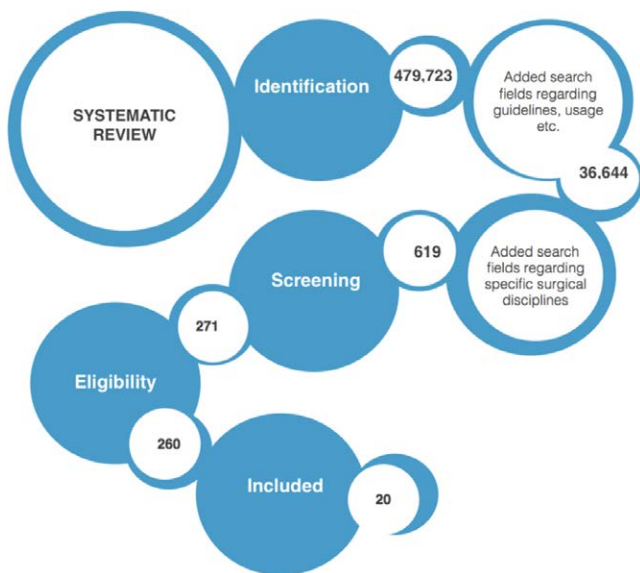 SYSTEMATIC
REVIEW
Identification
479,723
Added search
fields regarding
guidelines, usage
etc.
36,644
Added search
fields regarding
specific surgical
disciplines
619
Screening
271
Eligibility
260
Included
20